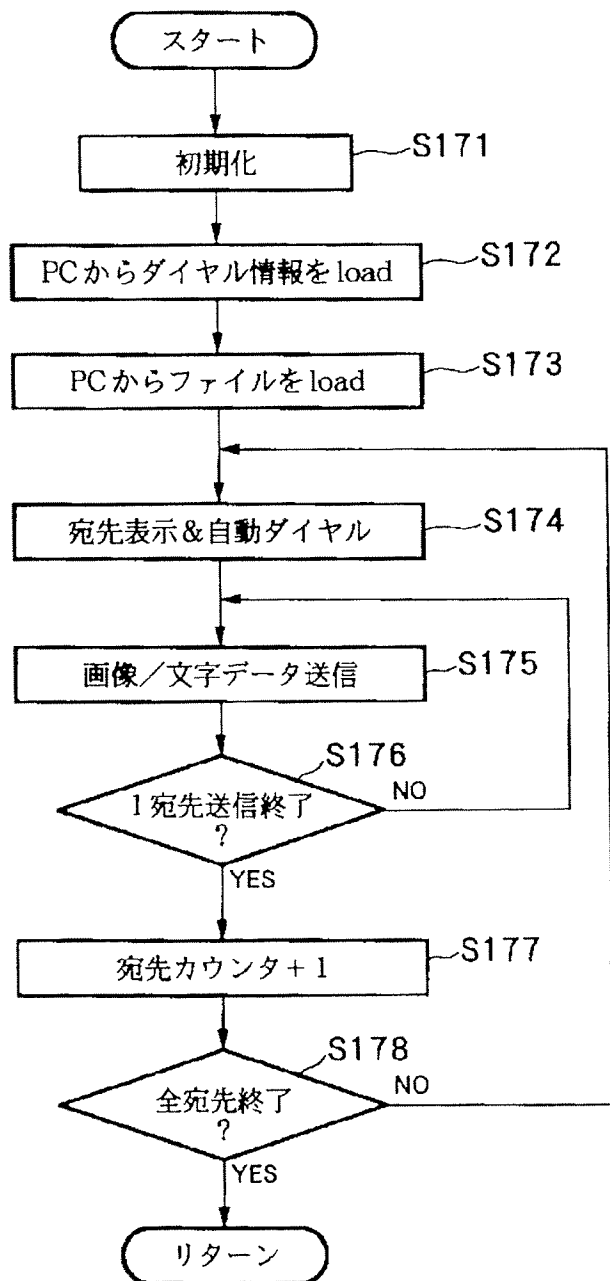 スタート
初期化
S171
PCからダイヤル情報をload
S172
PCからファイルをload
S173
宛先表示&自動ダイヤル
S174
画像/文字データ送信
S175
S176
1宛先送信終了
?
NO
YES
宛先カウンタ+1
S177
S178
全宛先終了
?
NO
YES
リターン